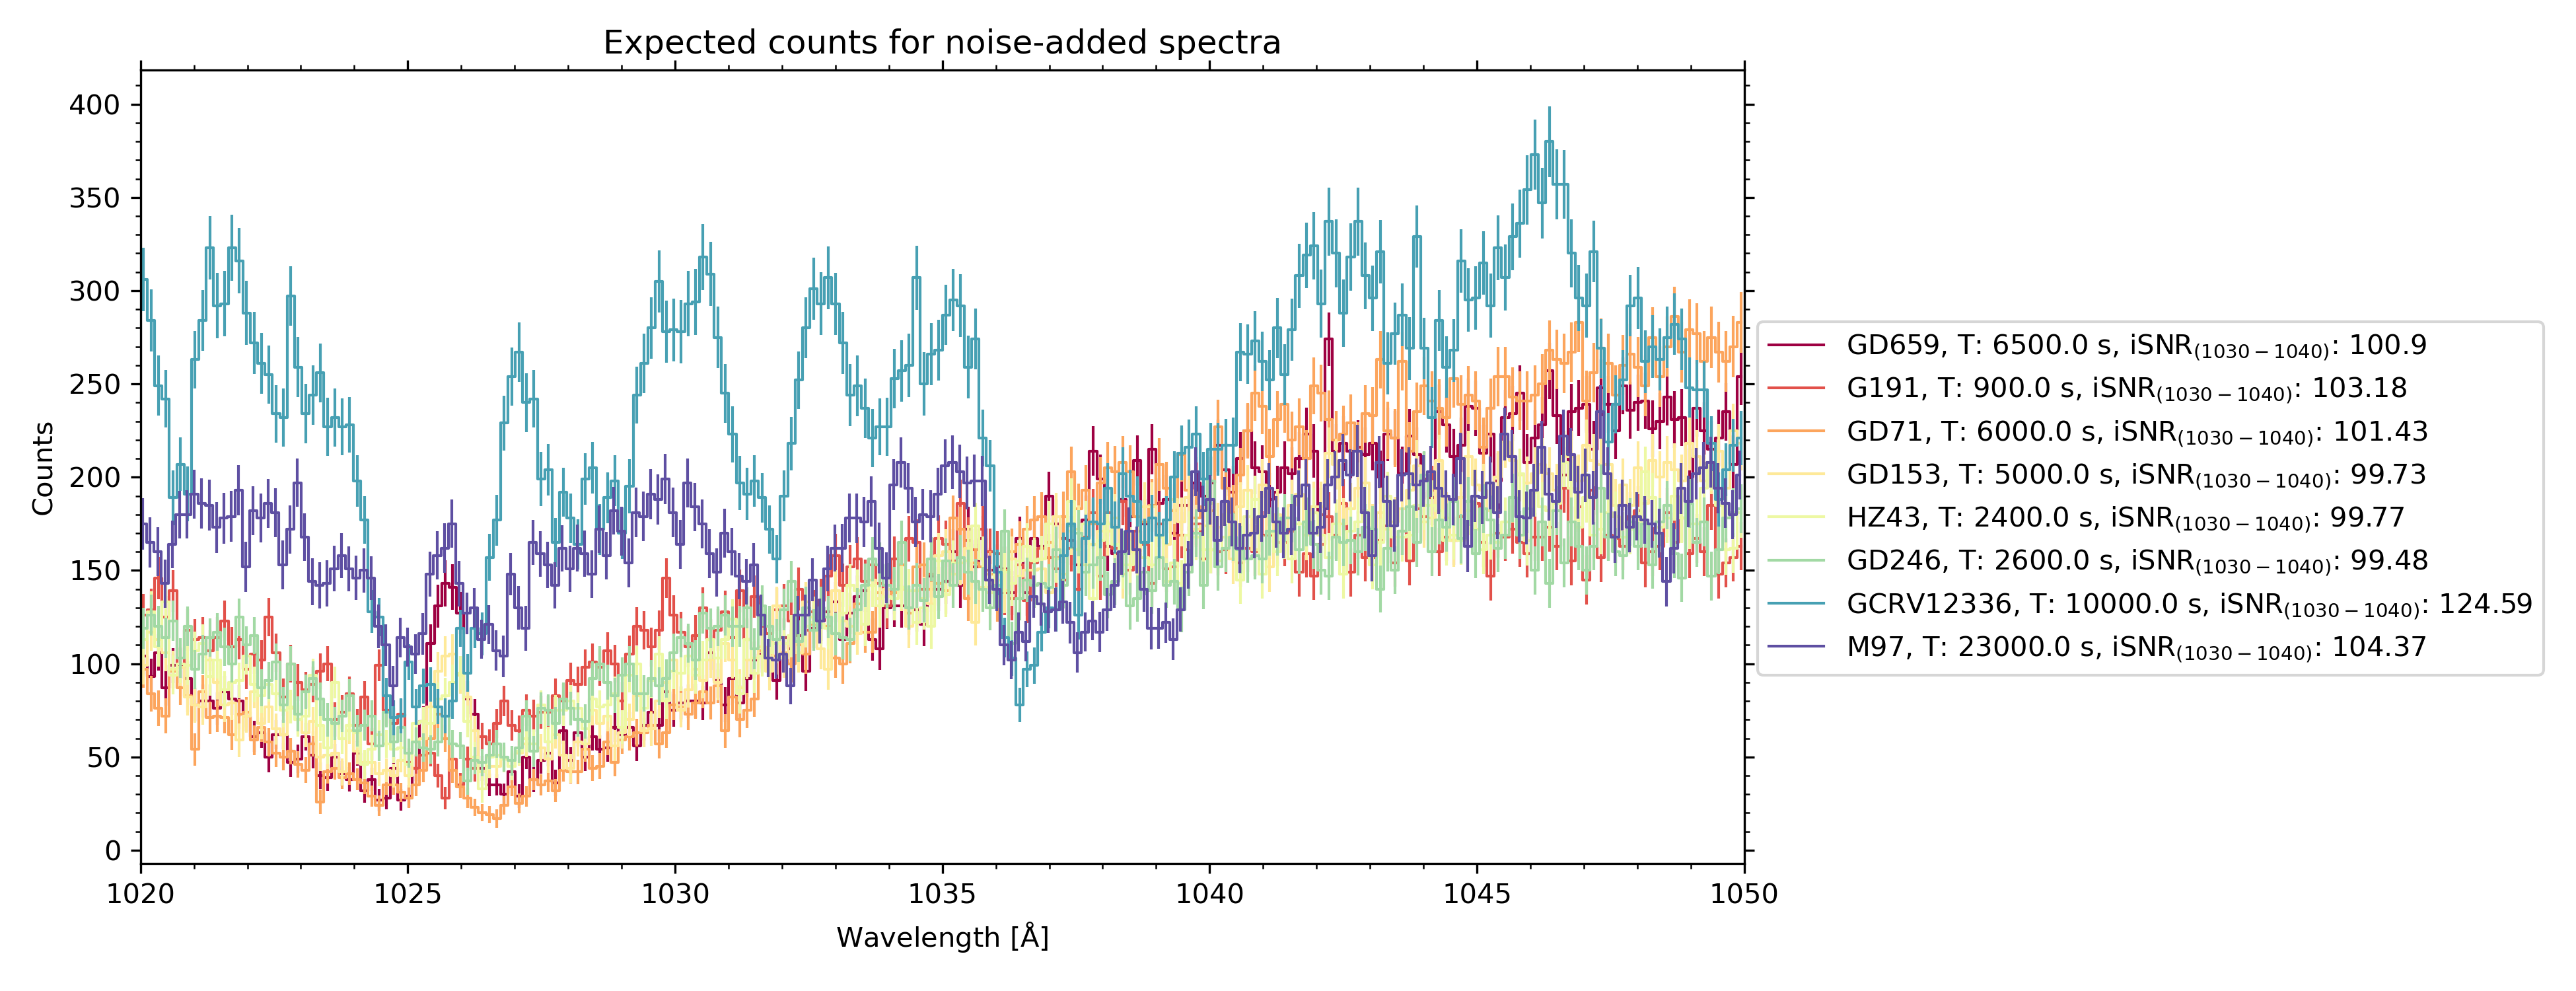 Expected counts for noise-added spectra
Counts
400
350
300
250
200
150
100
50
0
1020 1025 1030 1035 1040 1045 1050
Wavelength [Å]
GD659, T: 6500.0 s, iSNR(1030−1040): 100.9
G191, T: 900.0 s, iSNR(1030−1040): 103.18
GD71, T: 6000.0 s, iSNR(1030−1040): 101.43
GD153, T: 5000.0 s, iSNR(1030−1040): 99.73
HZ43, T: 2400.0 s, iSNR(1030−1040): 99.77
GD246, T: 2600.0 s, iSNR(1030−1040): 99.48
GCRV12336, T: 10000.0 s, iSNR(1030−1040): 124.59
M97, T: 23000.0 s, iSNR(1030−1040): 104.37